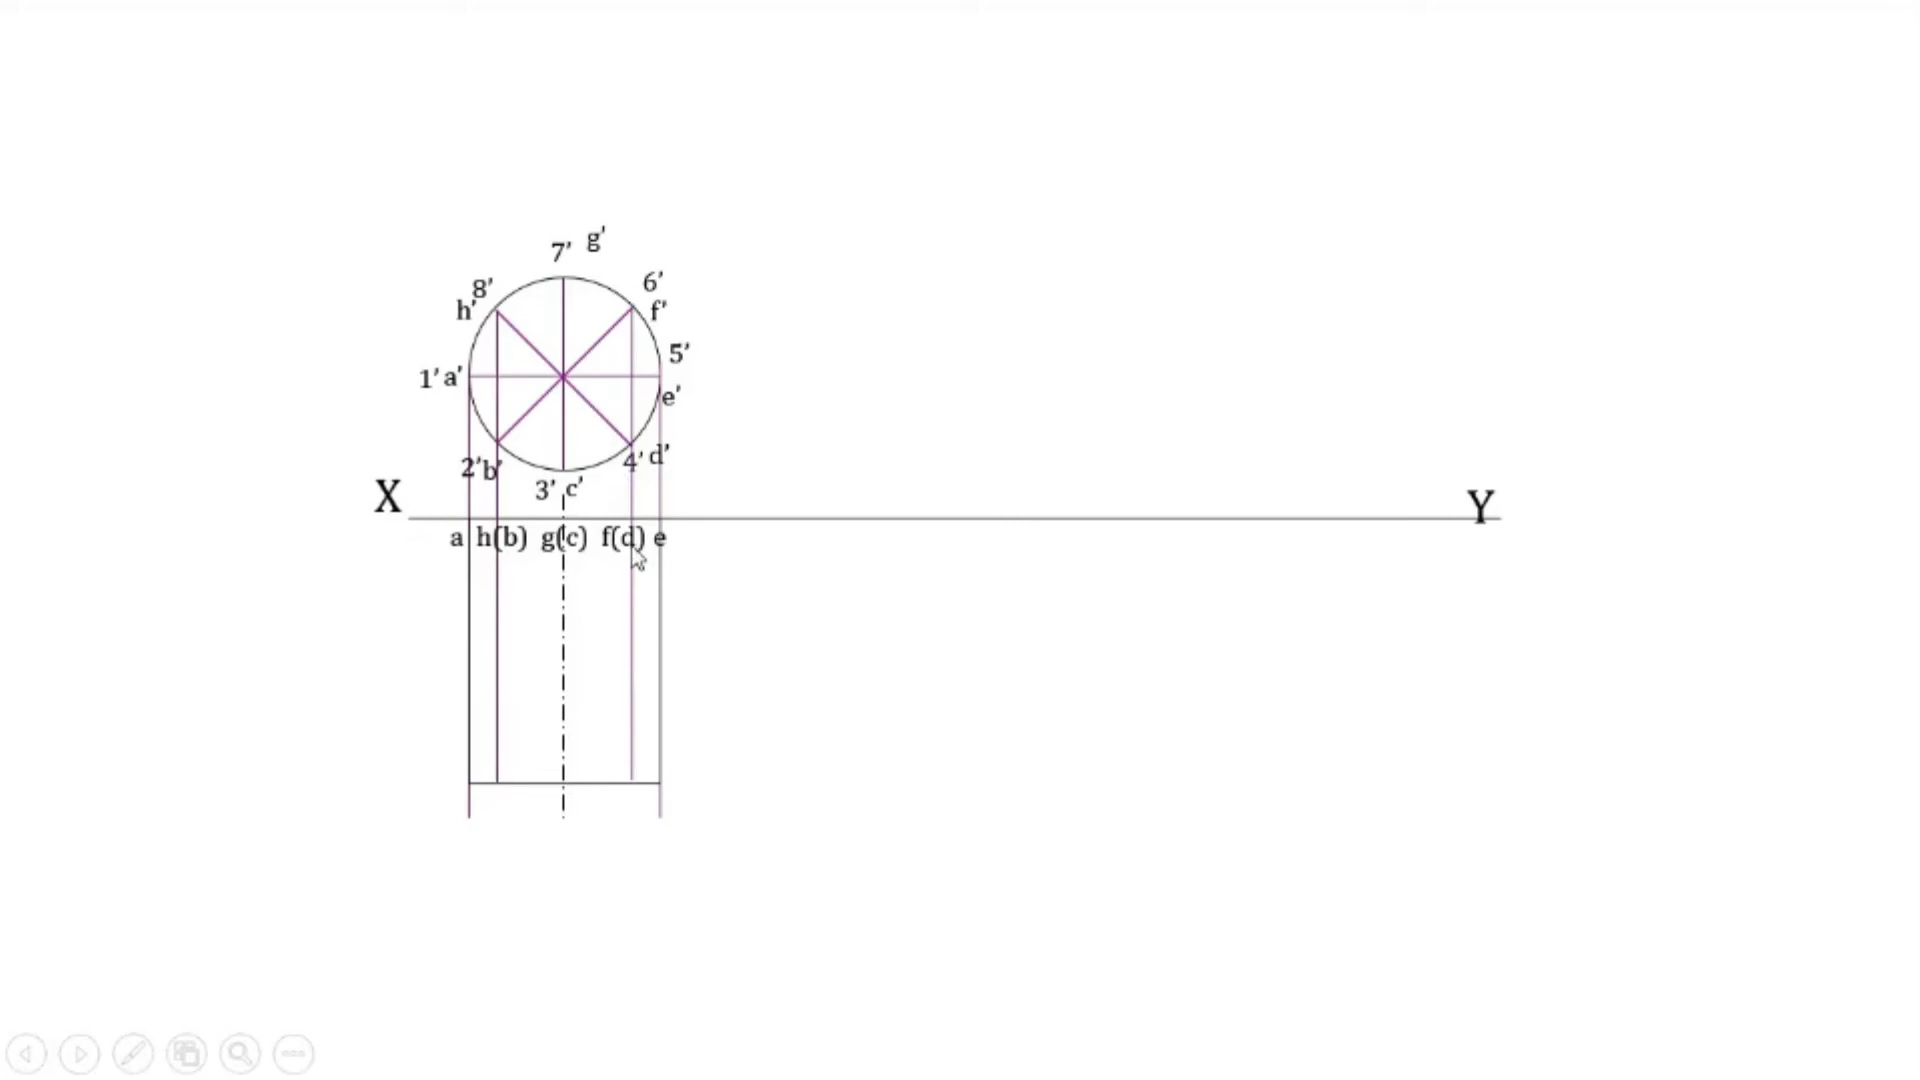 7’ g’
8’ 6’
h’ f’
5’
1’ a’
e’
2’ b’ 4’ d’
3’ c’
X Y
a h(b) g(c) f(d) e